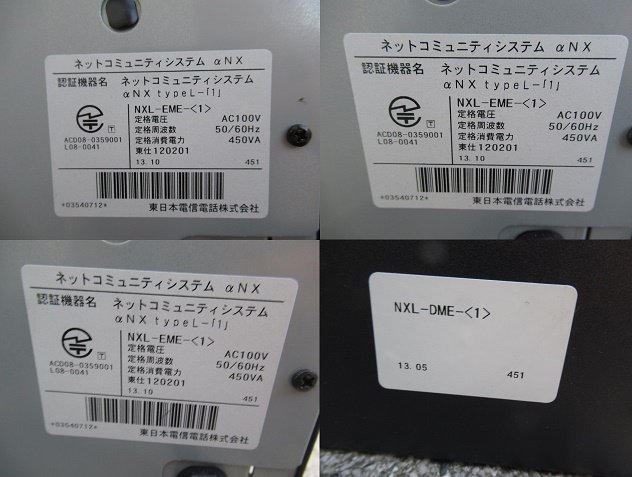 ネットコミュニティシステム αNX
認証機器名 ネットコミュニティシステム
αNX typeL-「1」
NXL-EME-<1>
定格電圧 AC100V
定格周波数 50/60Hz
定格消費電力 450VA
東仕120201
T
ACD08-0359001
L08-0041
13.10 451
*03540712*
東日本電信電話株式会社
ネットコミュニティシステム αNX
認証機器名 ネットコミュニティシステム
αNX typeL-「1」
NXL-EME-<1>
定格電圧 AC100V
定格周波数 50/60Hz
定格消費電力 450VA
東仕120201
T
ACD08-0359001
L08-0041
13.10 451
*03540712*
東日本電信電話株式会社
ネットコミュニティシステム αNX
認証機器名 ネットコミュニティシステム
αNX typeL-「1」
NXL-EME-<1>
定格電圧 AC100V
定格周波数 50/60Hz
定格消費電力 450VA
東仕120201
T
ACD08-0359001
L08-0041
13.10 451
*03540712*
東日本電信電話株式会社
NXL-DME-<1>
13.05 451